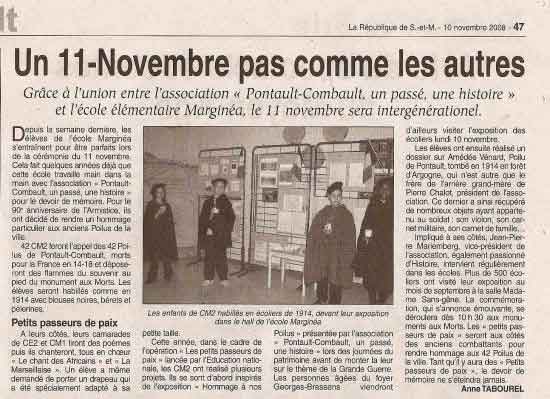 lt
La République de S.-et-M. - 10 novembre 2008 - 47
Un 11-Novembre pas comme les autres
Grâce à l'union entre l'association « Pontault-Combault, un passé, une histoire »
et l'école élémentaire Marginéa, le 11 novembre sera intergénérationel.
Depuis la semaine dernière, les
élèves de l'école Marginéa
s'entraînent pour être parfaits lors
de la cérémonie du 11 novembre.
Cela fait quelques années déjà que
cette école travaille main dans la
main avec l'association « Pontault-
Combault, un passé, une histoire »
pour le devoir de mémoire. Pour le
90e anniversaire de l'Armistice, ils
ont décidé de rendre un hommage
particulier aux anciens Poilus de la
ville.
42 CM2 feront l'appel des 42 Poilus
de Pontault-Combault, morts
pour la France en 14-18 et déposeront
des flammes du souvenir au
pied du monument aux Morts. Les
élèves seront habillés comme en
1914 avec blouses noires, bérets et
pèlerines.
Petits passeurs de paix
A leurs côtés, leurs camarades
de CE2 et CM1 tiront des poèmes
puis ils chanteront, tous en chœur
« Le chant des Africains » et « La
Marseillaise ». Un élève a même
demandé de porter un drapeau qui
a été spécialement adapté à sa
Les enfants de CM2 habillés en écoliers de 1914, devant leur exposition
dans le hall de l'école Marginéa
petite taille.
Cette année, dans le cadre de
l'opération « Les petits passeurs de
paix » lancée par l'Education nationale,
les CM2 ont réalisé plusieurs
projets. Ils se sont d'abord inspirés
de l'exposition « Hommage à nos
Poilus » présentée par l'association
« Pontault-Combault, un passé,
une histoire » lors des journées du
patrimoine avant de monter la leur
sur le thème de la Grande Guerre.
Les personnes âgées du foyer
Georges-Brassens viendront
d'ailleurs visiter l'exposition des
écoliers lundi 10 novembre.
Les élèves ont ensuite réalisé un
dossier sur Amédée Vénard, Poilu
de Pontault, tombé en 1914 en forêt
d'Argogne, qui n'est autre que le
frère de l'arrière grand-mère de
Pierre Chalot, président de l'association.
Ce dernier a ainsi récupéré
de nombreux objets ayant appartenu
au soldat : son violon, son carnet
militaire, son carnet de famille…
Impliqué à ses côtés, Jean-Pierre
Mariemberg, vice-président de
l'association, également passionné
d'Histoire, intervient régulièrement
dans les écoles. Plus de 500 écoliers
ont visité leur exposition au
mois de septembre à la salle Madame
Sans-gêne. La commémoration,
qui s'annonce émouvante, se
déroulera dès 10 h 30 aux monuments
aux Morts. Les « petits passeurs
de paix » seront aux côtés
des anciens combattants pour
rendre hommage aux 42 Poilus de
la ville. Tant qu'il y aura des « Petits
passeurs de paix », le devoir de
mémoire ne s'éteindra jamais.
Anne TABOUREL